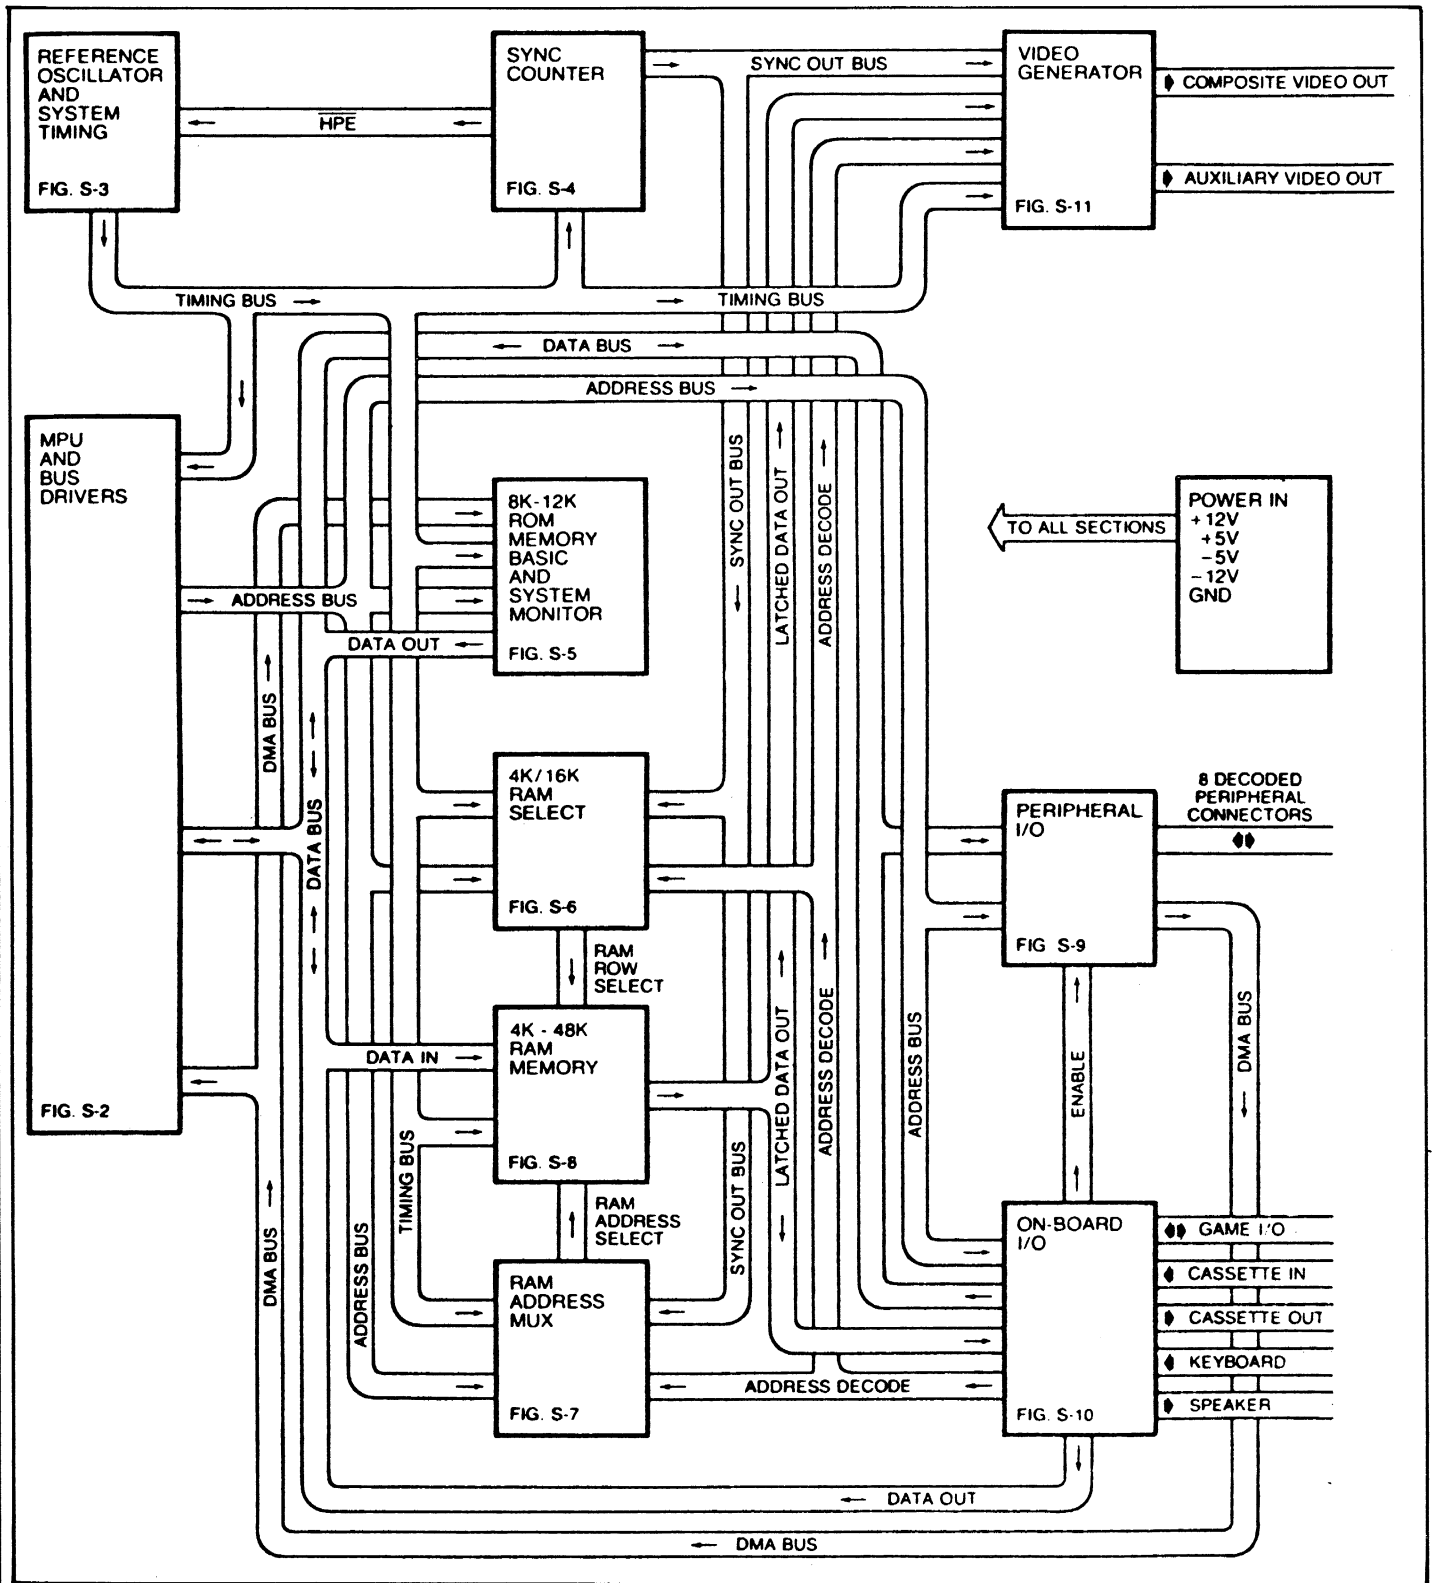 REFERENCE
OSCILLATOR
AND
SYSTEM
TIMING
FIG. S-3
HPE
SYNC
COUNTER
FIG. S-4
SYNC OUT BUS
VIDEO
GENERATOR
FIG. S-11
COMPOSITE VIDEO OUT
AUXILIARY VIDEO OUT
TIMING BUS
TIMING BUS
DATA BUS
ADDRESS BUS
MPU
AND
BUS
DRIVERS
FIG. S-2
8K-12K
ROM
MEMORY
BASIC
AND
SYSTEM
MONITOR
FIG. S-5
ADDRESS BUS
DATA OUT
DMA BUS
DATA BUS
SYNC OUT BUS
LATCHED DATA OUT
ADDRESS DECODE
TO ALL SECTIONS
POWER IN
+12V
+5V
-5V
-12V
GND
4K/16K
RAM
SELECT
FIG. S-6
RAM
ROW
SELECT
4K - 48K
RAM
MEMORY
FIG. S-8
DATA IN
RAM
ADDRESS
SELECT
RAM
ADDRESS
MUX
FIG. S-7
TIMING BUS
ADDRESS BUS
DMA BUS
SYNC OUT BUS
LATCHED DATA OUT
ADDRESS DECODE
ADDRESS BUS
PERIPHERAL
I/O
FIG S-9
8 DECODED
PERIPHERAL
CONNECTORS
ENABLE
DMA BUS
ON-BOARD
I/O
FIG. S-10
GAME I/O
CASSETTE IN
CASSETTE OUT
KEYBOARD
SPEAKER
ADDRESS DECODE
DATA OUT
DMA BUS